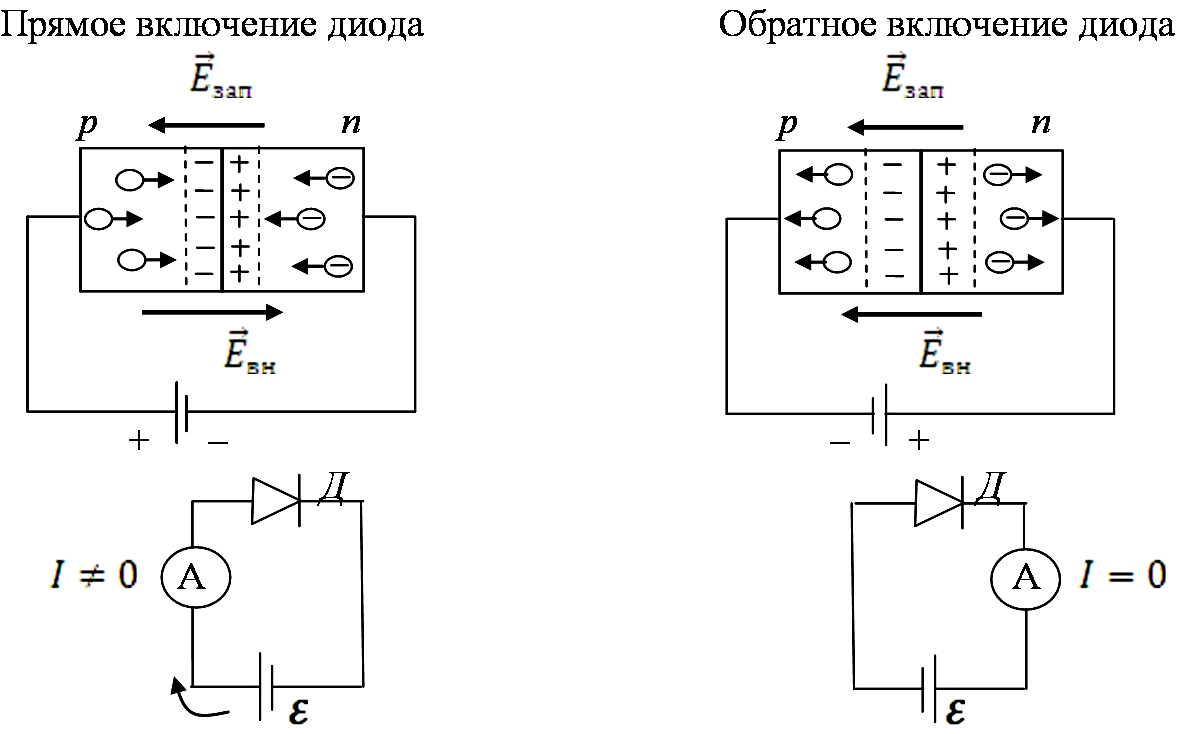 Прямое включение диода
Обратное включение диода
E⃗зап
E⃗зап
p
n
p
n
− +
− +
− +
− +
− +
− +
− +
− +
− +
− +
−
−
−
−
−
−
E⃗вн
E⃗вн
+ −
− +
Д
Д
I ≠ 0
A
A
I = 0
ε
ε